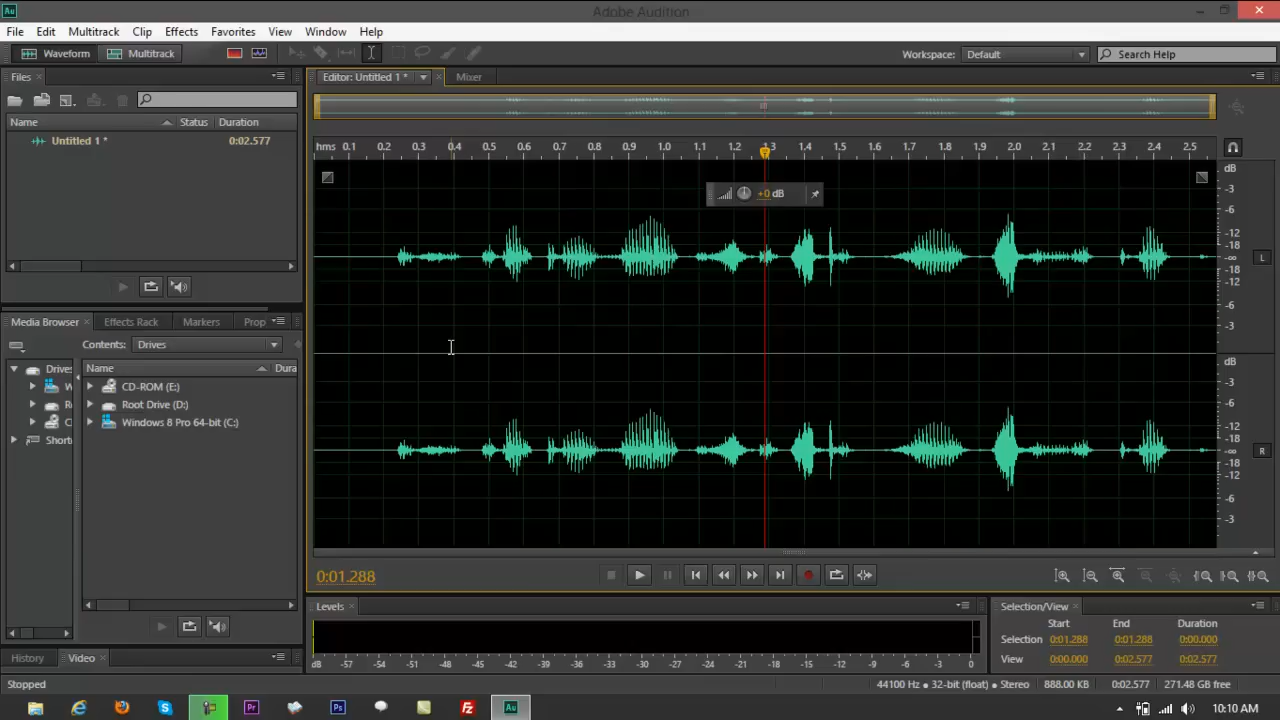 Au
Adobe Audition
File Edit Multitrack Clip Effects Favorites View Window Help
Waveform Multitrack
Workspace: Default
Search Help
Files
Name Status Duration
Untitled 1 * 0:02.577
Editor: Untitled 1 * Mixer
hms 0.1 0.2 0.3 0.4 0.5 0.6 0.7 0.8 0.9 1.0 1.1 1.2 1.3 1.4 1.5 1.6 1.7 1.8 1.9 2.0 2.1 2.2 2.3 2.4 2.5
+0 dB
dB
-3
-6
-12
-18
-∞
-18
-12
-6
-3
L
dB
-3
-6
-12
-18
-∞
-18
-12
-6
-3
R
Media Browser Effects Rack Markers Prop
Contents: Drives
Drives
W
R
C
Shorte
Name Dura
CD-ROM (E:)
Root Drive (D:)
Windows 8 Pro 64-bit (C:)
0:01.288
History Video
Levels
dB -57 -54 -51 -48 -45 -42 -39 -36 -33 -30 -27 -24 -21 -18 -15 -12 -9 -6 -3 0
Selection/View
Start End Duration
Selection 0:01.288 0:01.288 0:00.000
View 0:00.000 0:02.577 0:02.577
Stopped
44100 Hz ● 32-bit (float) ● Stereo 888.00 KB 0:02.577 271.48 GB free
Pr Ps Fz Au
10:10 AM